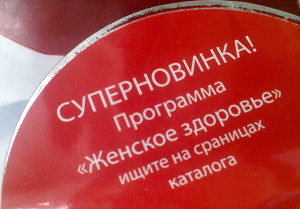 СУПЕРНОВИНКА!
Программа
«Женское здоровье»
ищите на сраницах
каталога